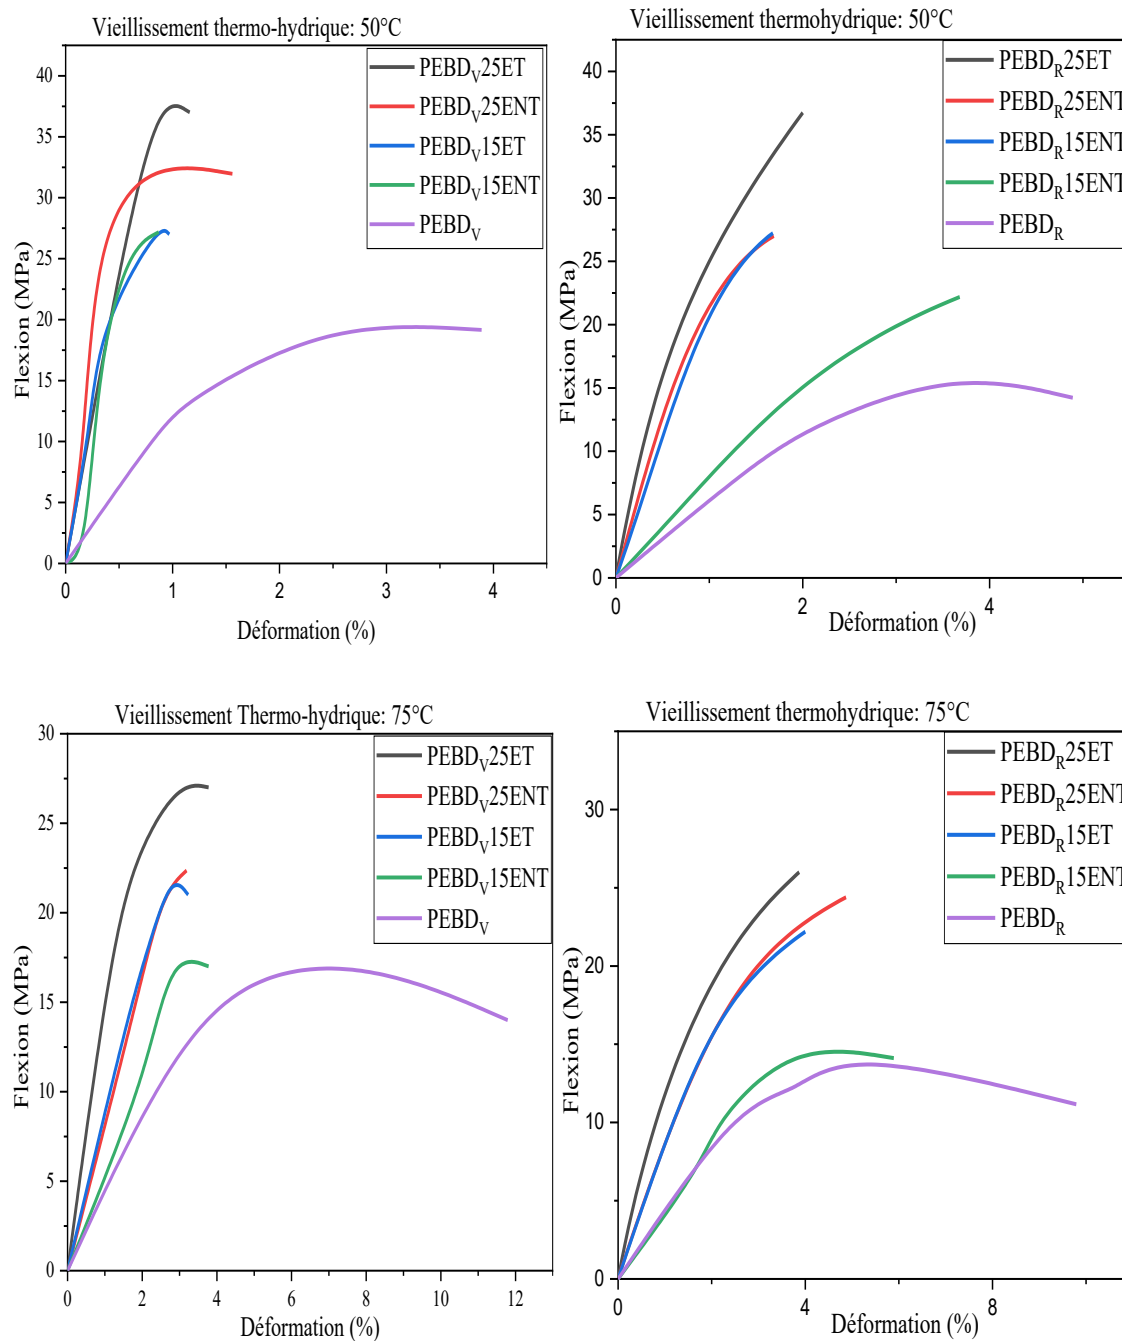 Vieillissement thermo-hydrique: 50°C
PEBDV25ET
PEBDV25ENT
PEBDV15ET
PEBDV15ENT
PEBDV
Flexion (MPa)
40
35
30
25
20
15
10
5
0
0 1 2 3 4
Déformation (%)
Vieillissement thermohydrique: 50°C
PEBDR25ET
PEBDR25ENT
PEBDR15ENT
PEBDR15ENT
PEBDR
Flexion (MPa)
40
35
30
25
20
15
10
5
0
0 2 4
Déformation (%)
Vieillissement Thermo-hydrique: 75°C
PEBDV25ET
PEBDV25ENT
PEBDV15ET
PEBDV15ENT
PEBDV
Flexion (MPa)
30
25
20
15
10
5
0
0 2 4 6 8 10 12
Déformation (%)
Vieillissement thermohydrique: 75°C
PEBDR25ET
PEBDR25ENT
PEBDR15ET
PEBDR15ENT
PEBDR
Flexion (MPa)
30
20
10
0
0 4 8
Déformation (%)